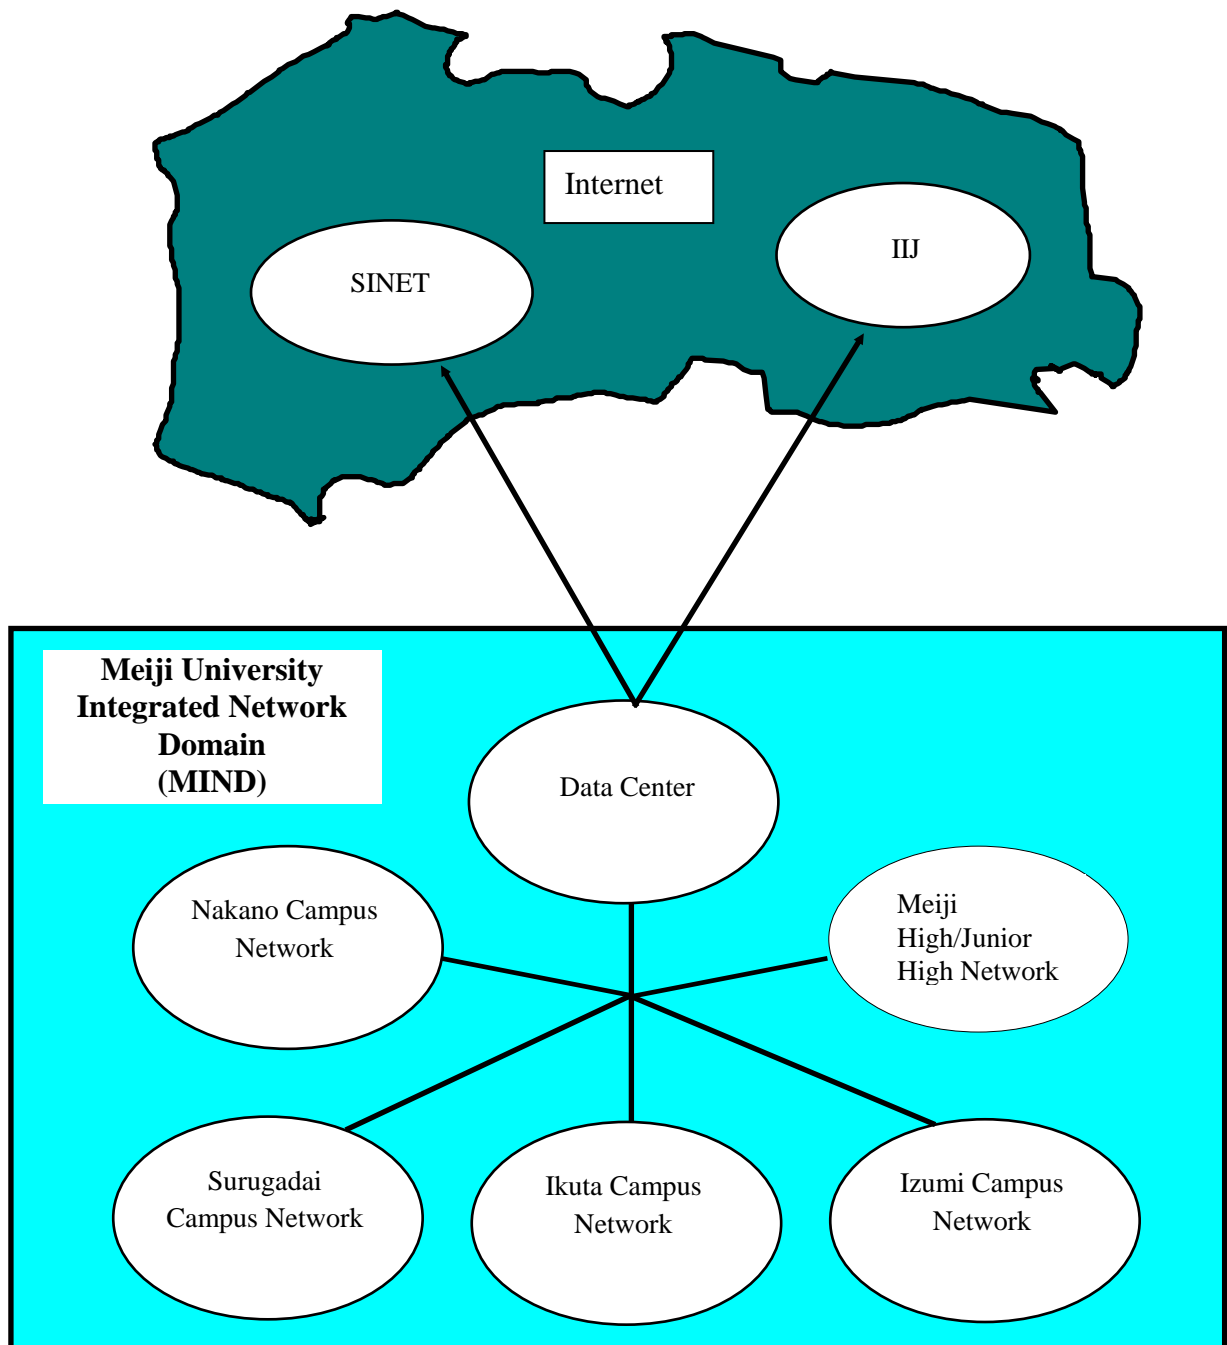 Internet
IIJ
SINET
Meiji University
Integrated Network
Domain
(MIND)
Data Center
Nakano Campus
Network
Meiji
High/Junior
High Network
Surugadai
Campus Network
Ikuta Campus
Network
Izumi Campus
Network